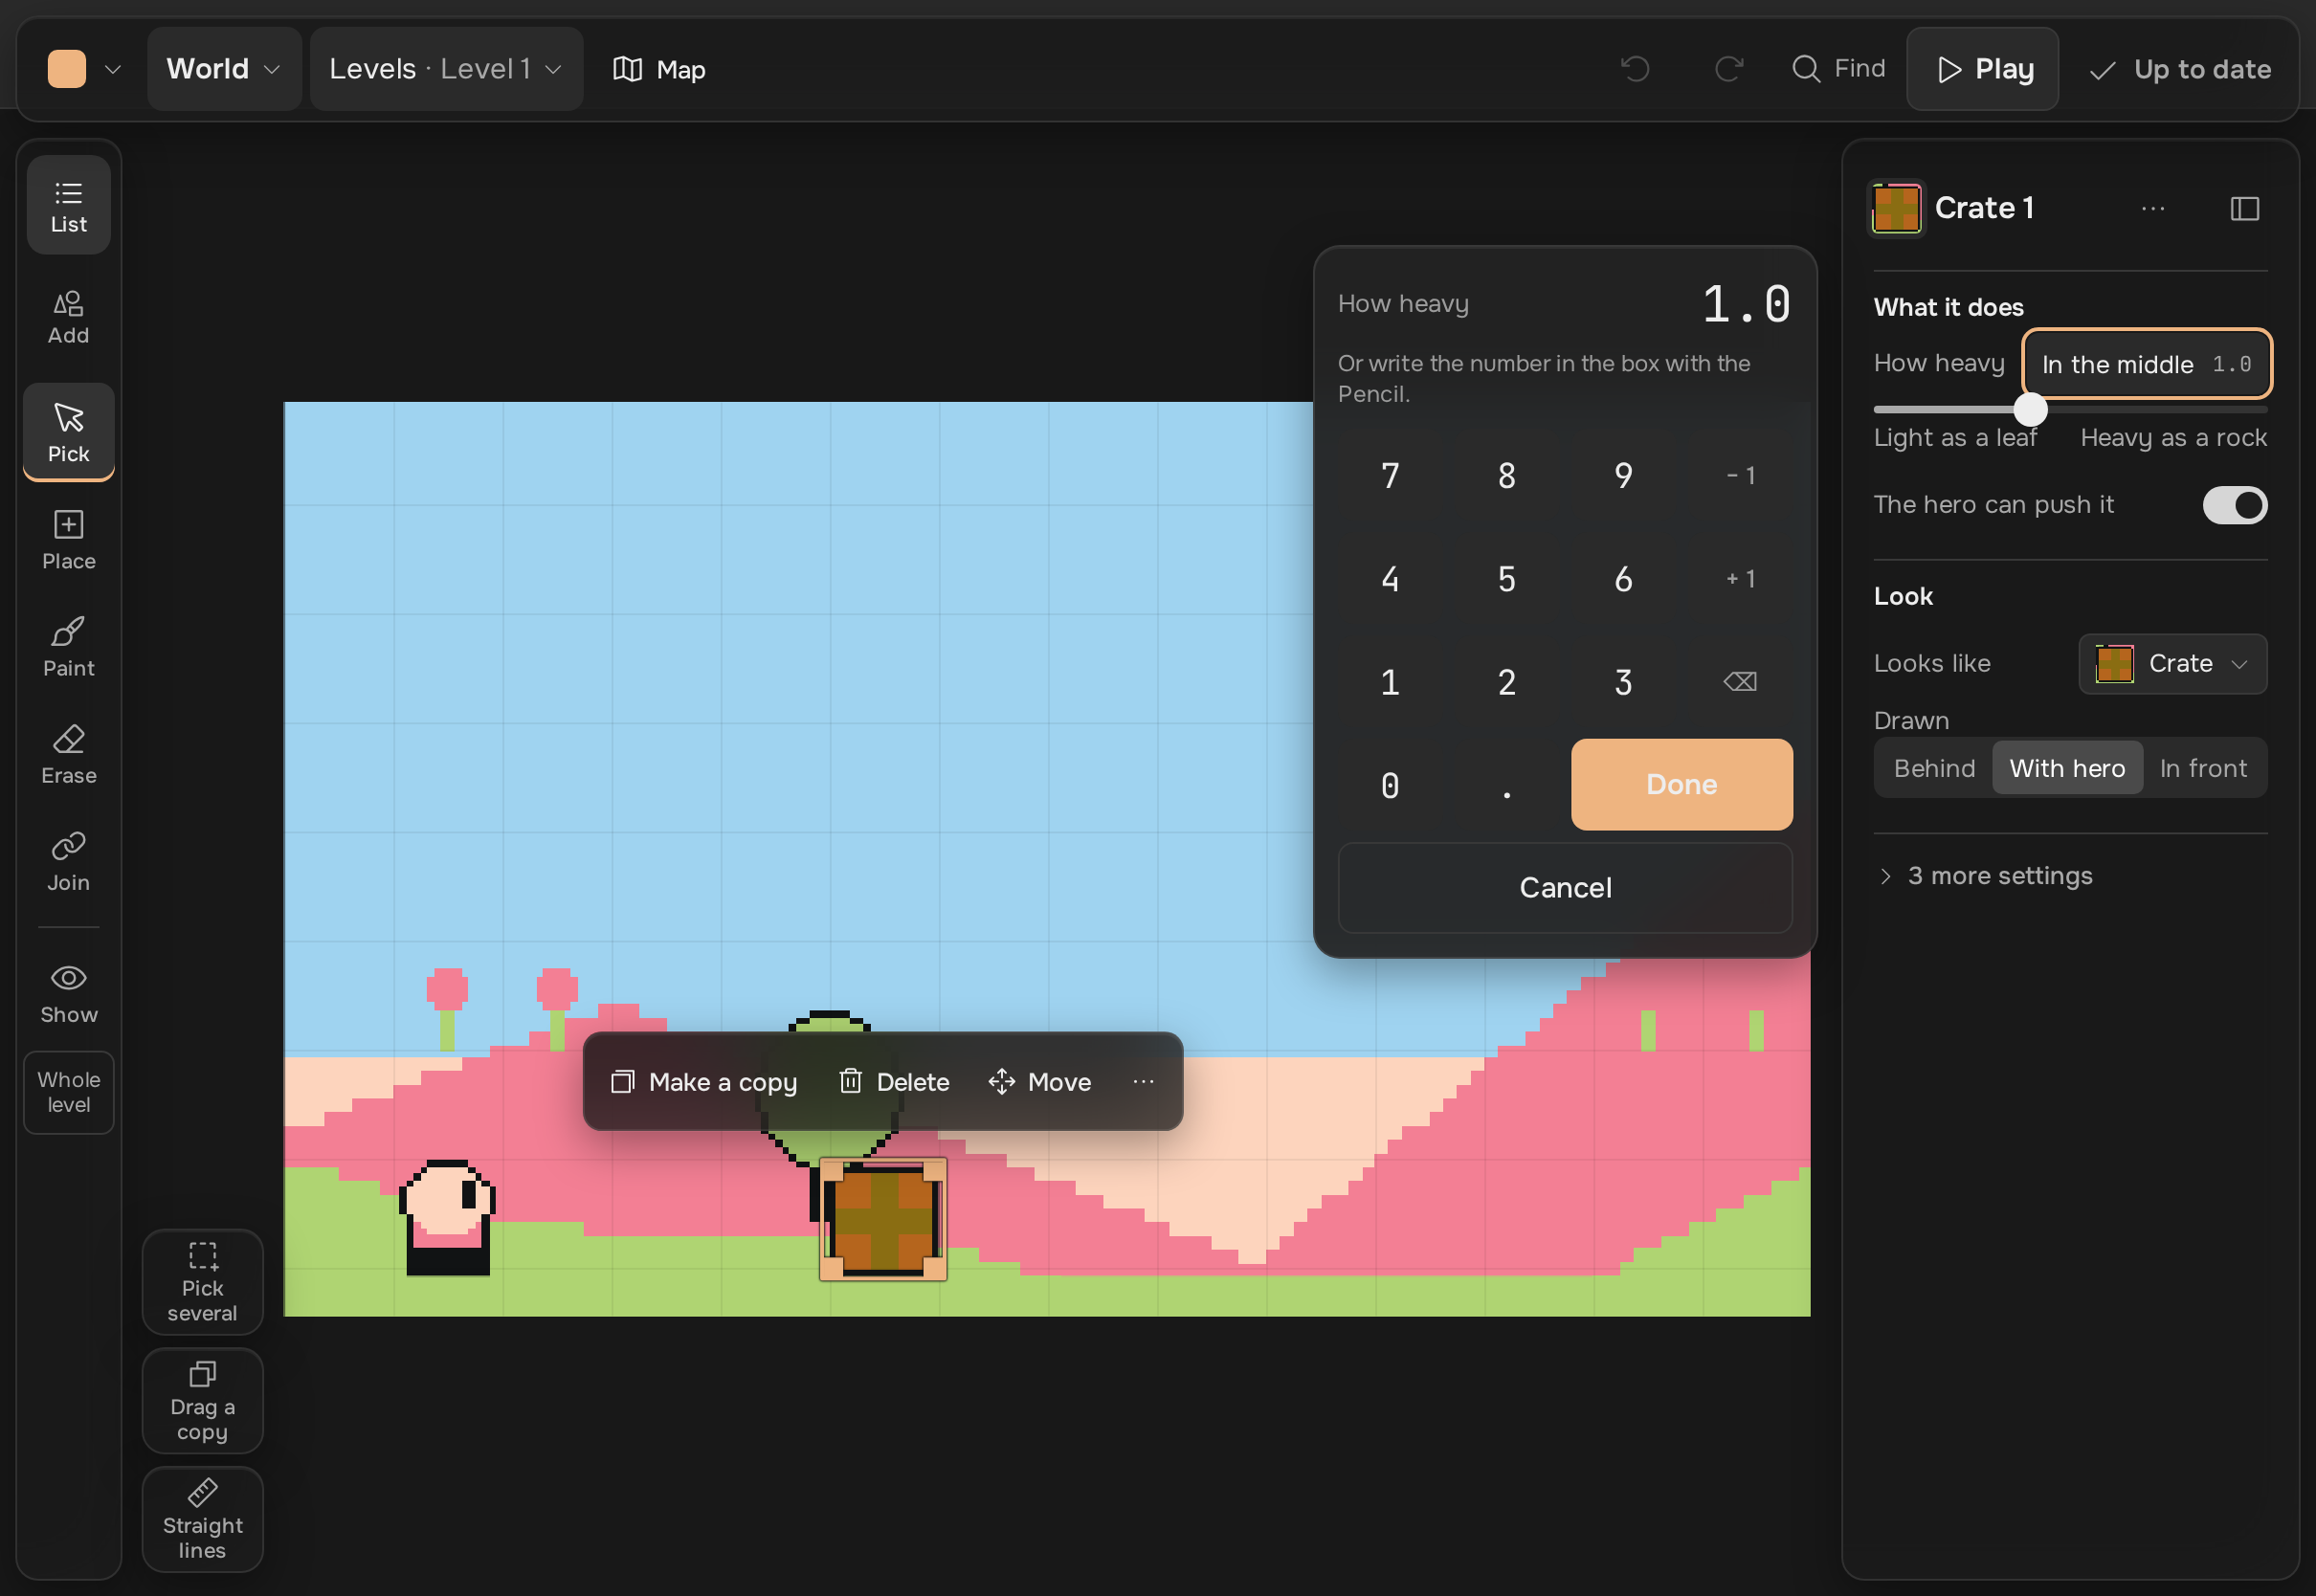 World
Levels · Level 1
Map
Find
Play
Up to date
List
Add
Pick
Place
Paint
Erase
Join
Show
Whole
level
Pick
several
Drag a
copy
Straight
lines
Make a copy
Delete
Move
How heavy
1.0
Or write the number in the box with the
Pencil.
7 8 9 - 1
4 5 6 + 1
1 2 3
0 . Done
Cancel
Crate 1
What it does
How heavy
In the middle 1.0
Light as a leaf
Heavy as a rock
The hero can push it
Look
Looks like
Crate
Drawn
Behind
With hero
In front
3 more settings